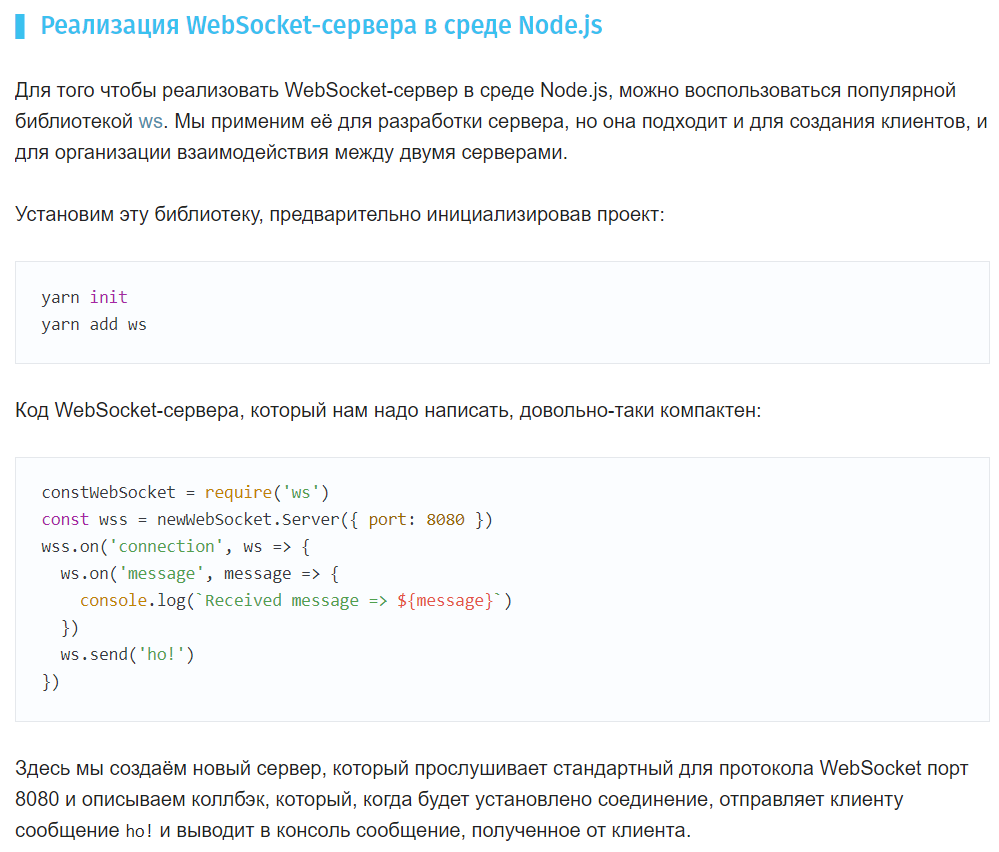 Реализация WebSocket-сервера в среде Node.js
Для того чтобы реализовать WebSocket-сервер в среде Node.js, можно воспользоваться популярной
библиотекой ws. Мы применим её для разработки сервера, но она подходит и для создания клиентов, и
для организации взаимодействия между двумя серверами.
Установим эту библиотеку, предварительно инициализировав проект:
yarn init
yarn add ws
Код WebSocket-сервера, который нам надо написать, довольно-таки компактен:
constWebSocket = require('ws')
const wss = newWebSocket.Server({ port: 8080 })
wss.on('connection', ws => {
  ws.on('message', message => {
    console.log(`Received message => ${message}`)
  })
  ws.send('ho!')
})
Здесь мы создаём новый сервер, который прослушивает стандартный для протокола WebSocket порт
8080 и описываем коллбэк, который, когда будет установлено соединение, отправляет клиенту
сообщение ho! и выводит в консоль сообщение, полученное от клиента.